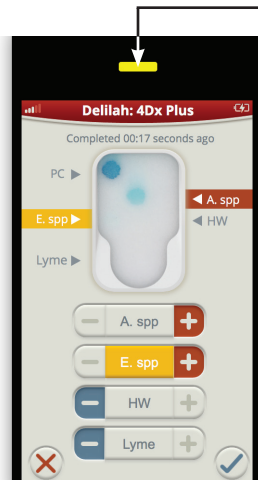 Delilah: 4Dx Plus
Completed 00:17 seconds ago
PC
A. spp
E. spp
HW
Lyme
A. spp
E. spp
HW
Lyme